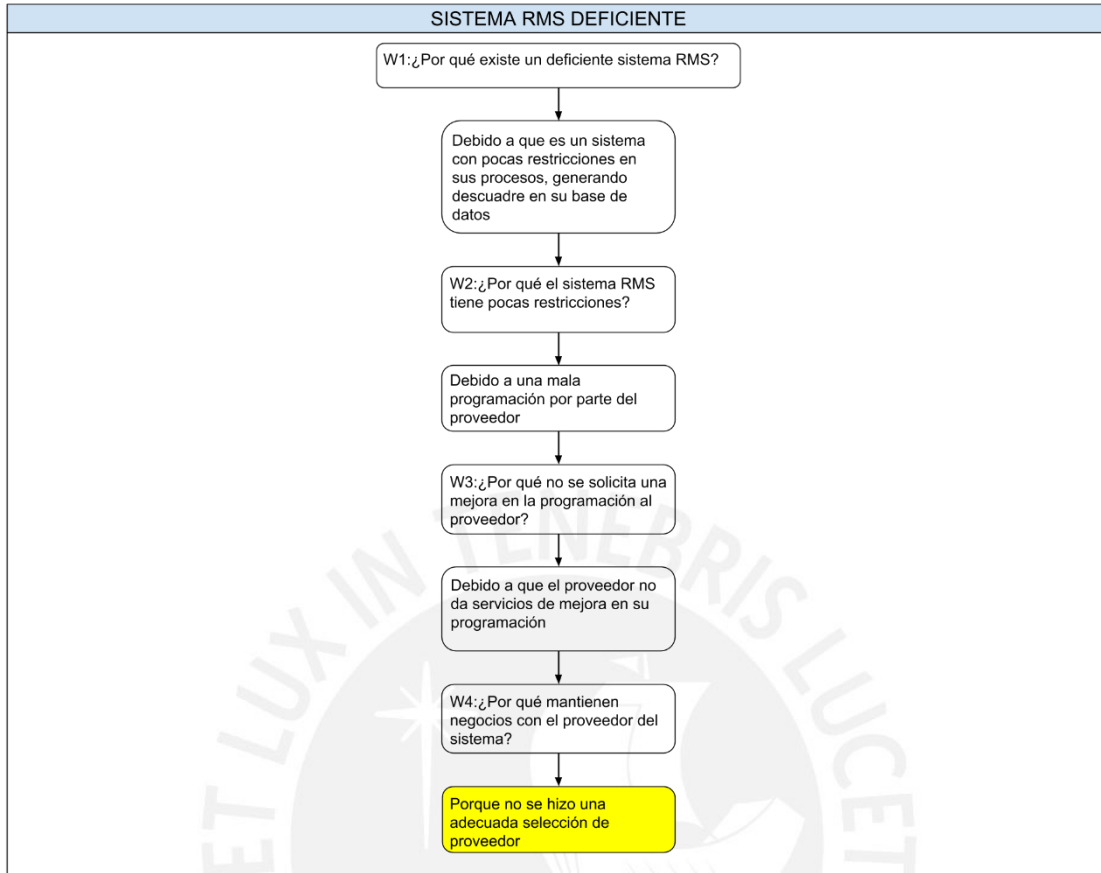 SISTEMA RMS DEFICIENTE
W1:¿Por qué existe un deficiente sistema RMS?
Debido a que es un sistema
con pocas restricciones en
sus procesos, generando
descuadre en su base de
datos
W2:¿Por qué el sistema RMS
tiene pocas restricciones?
Debido a una mala
programación por parte del
proveedor
W3:¿Por qué no se solicita una
mejora en la programación al
proveedor?
Debido a que el proveedor no
da servicios de mejora en su
programación
W4:¿Por qué mantienen
negocios con el proveedor del
sistema?
Porque no se hizo una
adecuada selección de
proveedor
ET LUX IN TENEBRIS LUCET